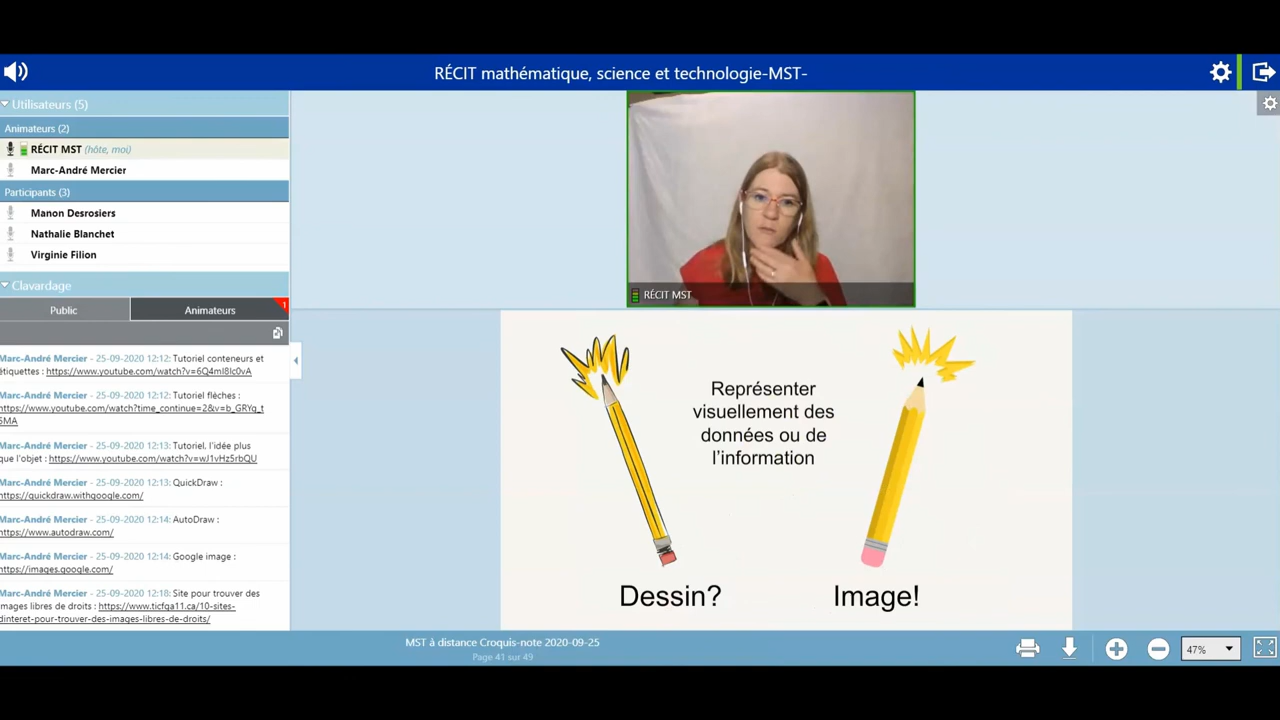 RÉCIT mathématique, science et technologie-MST-
Utilisateurs (5)
Animateurs (2)
RÉCIT MST (hôte, moi)
Marc-André Mercier
Participants (3)
Manon Desrosiers
Nathalie Blanchet
Virginie Filion
Clavardage
Public
Animateurs
1
Marc-André Mercier - 25-09-2020 12:12: Tutoriel conteneurs et
étiquettes : https://www.youtube.com/watch?v=6Q4mI8lc0vA
Marc-André Mercier - 25-09-2020 12:12: Tutoriel flèches :
https://www.youtube.com/watch?time_continue=2&v=b_GRYq_t
5MA
Marc-André Mercier - 25-09-2020 12:13: Tutoriel, l'idée plus
que l'objet : https://www.youtube.com/watch?v=wJ1vHz5rbQU
Marc-André Mercier - 25-09-2020 12:13: QuickDraw :
https://quickdraw.withgoogle.com/
Marc-André Mercier - 25-09-2020 12:14: AutoDraw :
https://www.autodraw.com/
Marc-André Mercier - 25-09-2020 12:14: Google image :
https://images.google.com/
Marc-André Mercier - 25-09-2020 12:18: Site pour trouver des
images libres de droits : https://www.ticfga11.ca/10-sites-
dinteret-pour-trouver-des-images-libres-de-droits/
RÉCIT MST
Représenter
visuellement des
données ou de
l'information
Dessin?
Image!
MST à distance Croquis-note 2020-09-25
Page 41 sur 49
47%